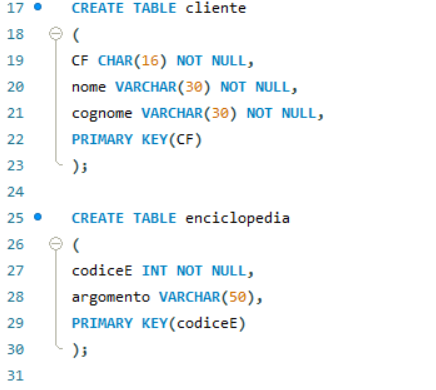 17 CREATE TABLE cliente
18 (
19 CF CHAR(16) NOT NULL,
20 nome VARCHAR(30) NOT NULL,
21 cognome VARCHAR(30) NOT NULL,
22 PRIMARY KEY(CF)
23 );
24
25 CREATE TABLE enciclopedia
26 (
27 codiceE INT NOT NULL,
28 argomento VARCHAR(50),
29 PRIMARY KEY(codiceE)
30 );
31